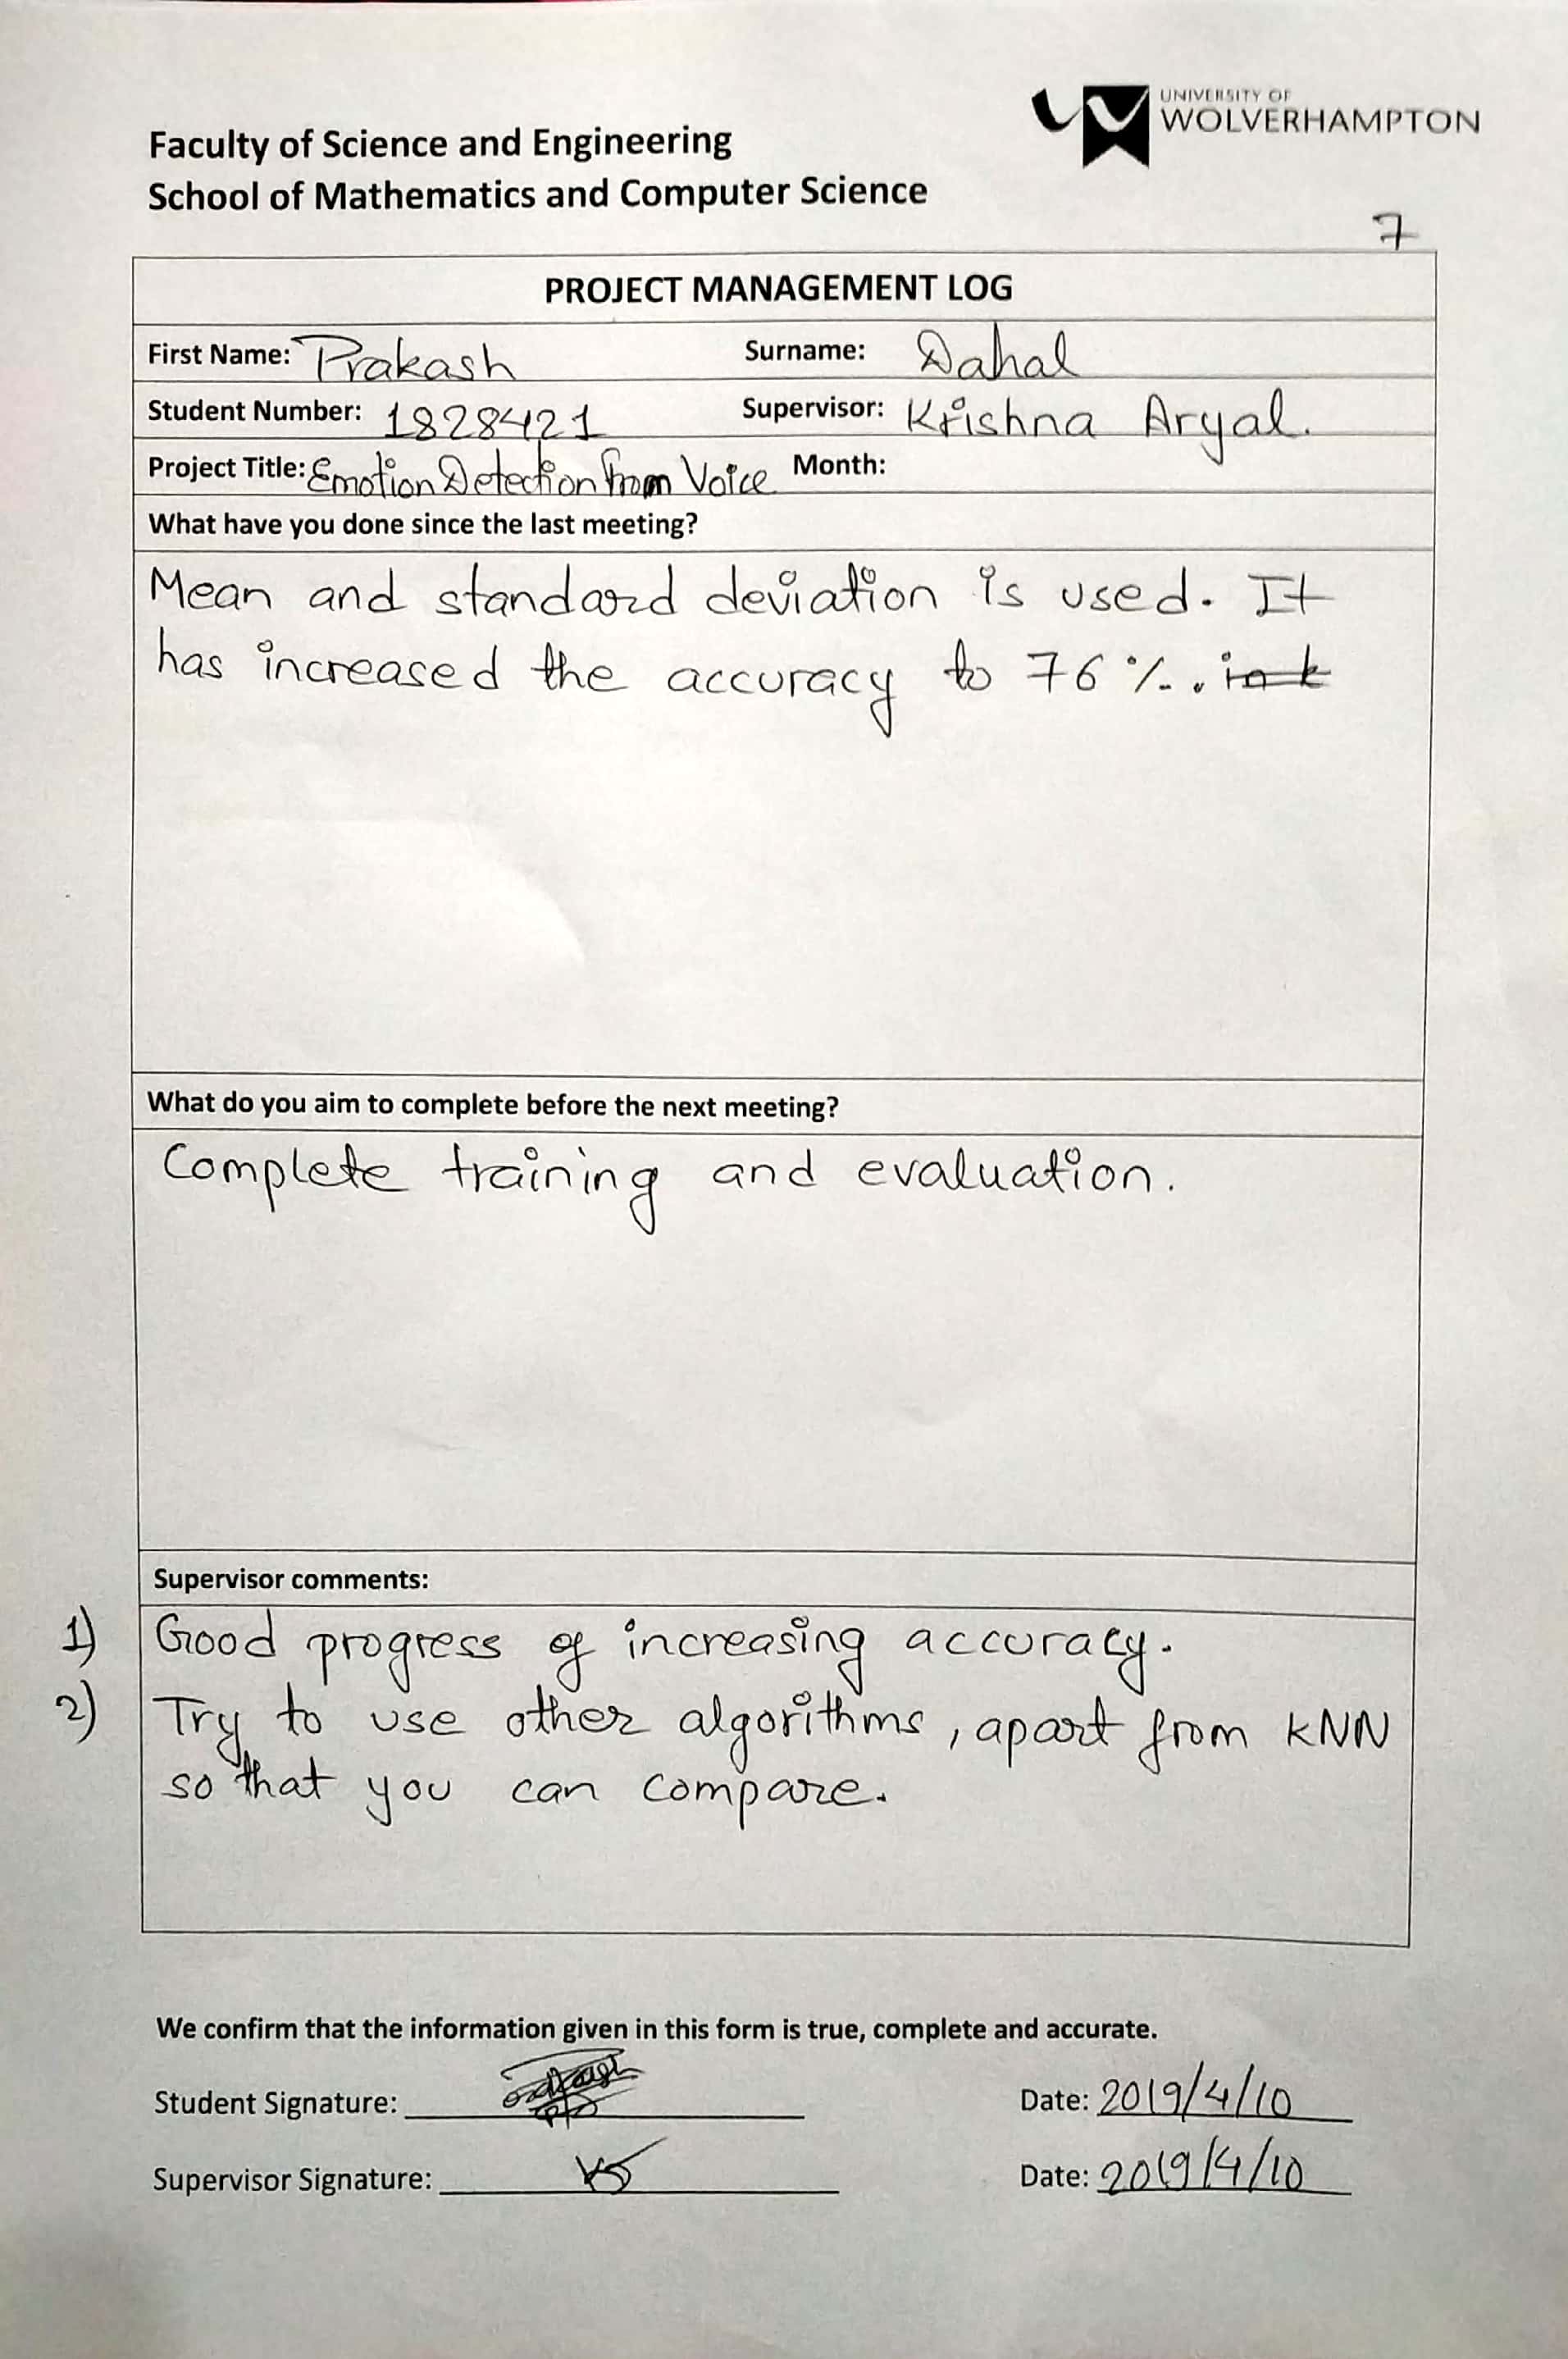 UNIVERSITY OF
WOLVERHAMPTON
Faculty of Science and Engineering
School of Mathematics and Computer Science
7
PROJECT MANAGEMENT LOG
First Name: Prakash Surname: Dahal
Student Number: 1828421 Supervisor: Krishna Aryal.
Project Title: Emotion Detection from Voice Month:
What have you done since the last meeting?
Mean and standard deviation is used. It
has increased the accuracy to 76 %.
What do you aim to complete before the next meeting?
Complete training and evaluation.
Supervisor comments:
1) Good progress of increasing accuracy.
2) Try to use other algorithms, apart from KNN
so that you can compare.
We confirm that the information given in this form is true, complete and accurate.
Student Signature: Date: 2019/4/10
Supervisor Signature: Date: 2019/4/10